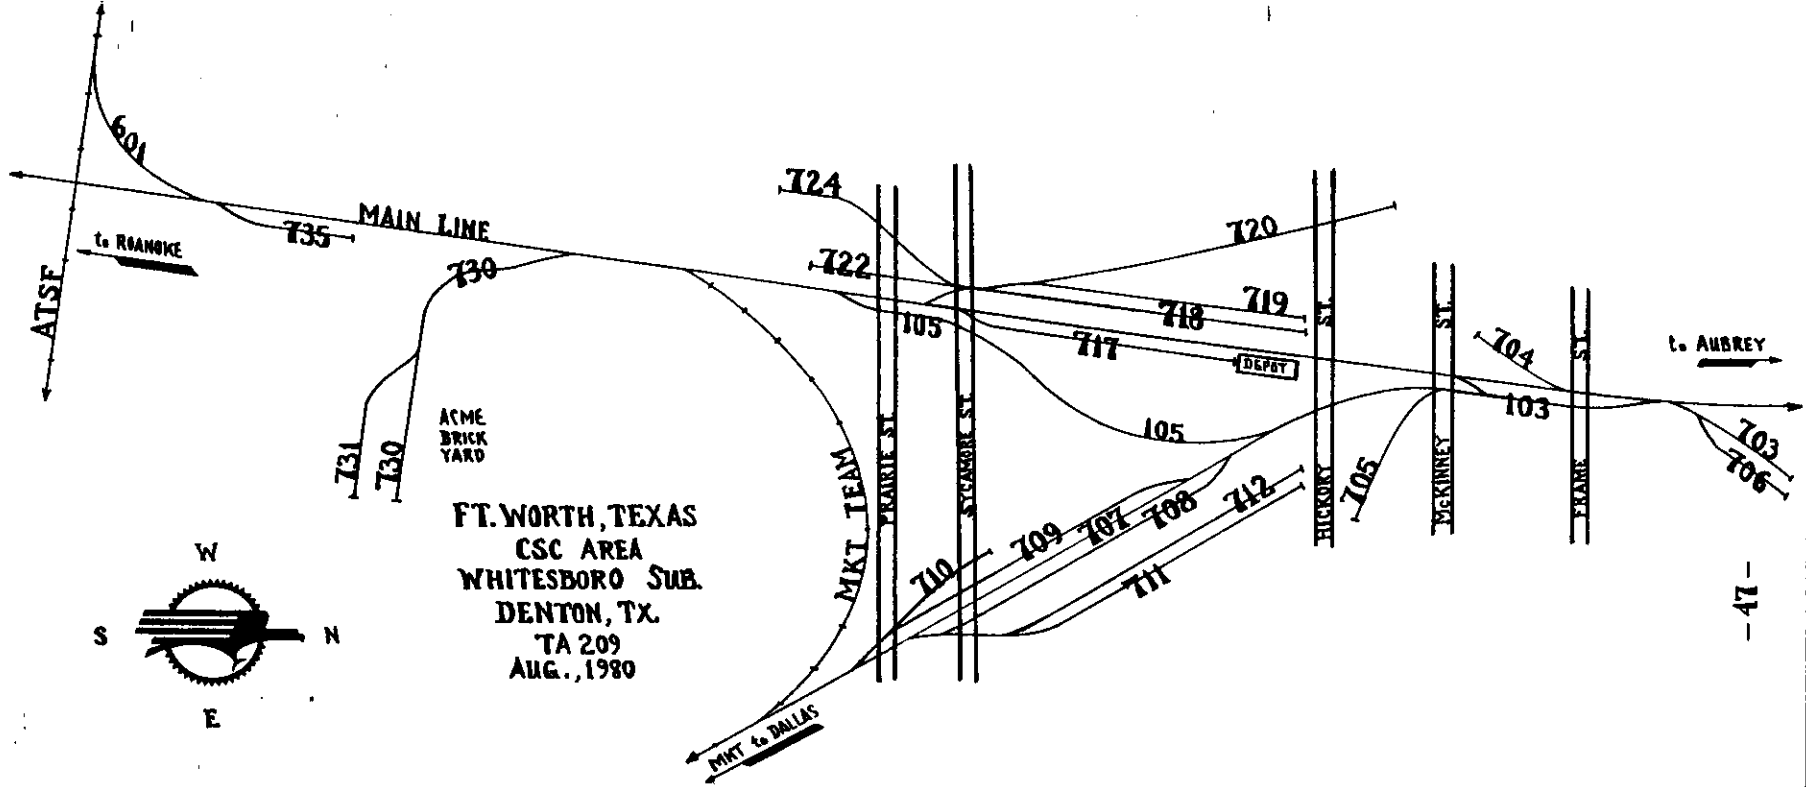 601
724
MAIN LINE
735
to ROANOKE
730
722
720
ATSF
719
718
105
717
DEPOT
704
to AUBREY
103
105
703
706
731
730
ACME
BRICK
YARD
705
712
709
707
708
710
711
MKT TEAM
PRAIRIE ST.
SYCAMORE ST.
HICKORY ST.
McKINNEY ST.
FRAME ST.
FT. WORTH, TEXAS
CSC AREA
WHITESBORO SUB.
DENTON, TX.
TA 209
AUG., 1980
W
S
N
E
MKT to DALLAS
-47-